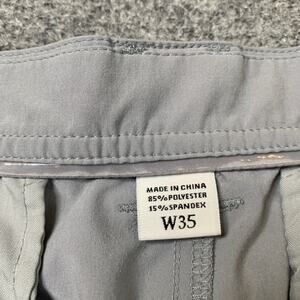 MADE IN CHINA
85%POLYESTER
15%SPANDEX
W35